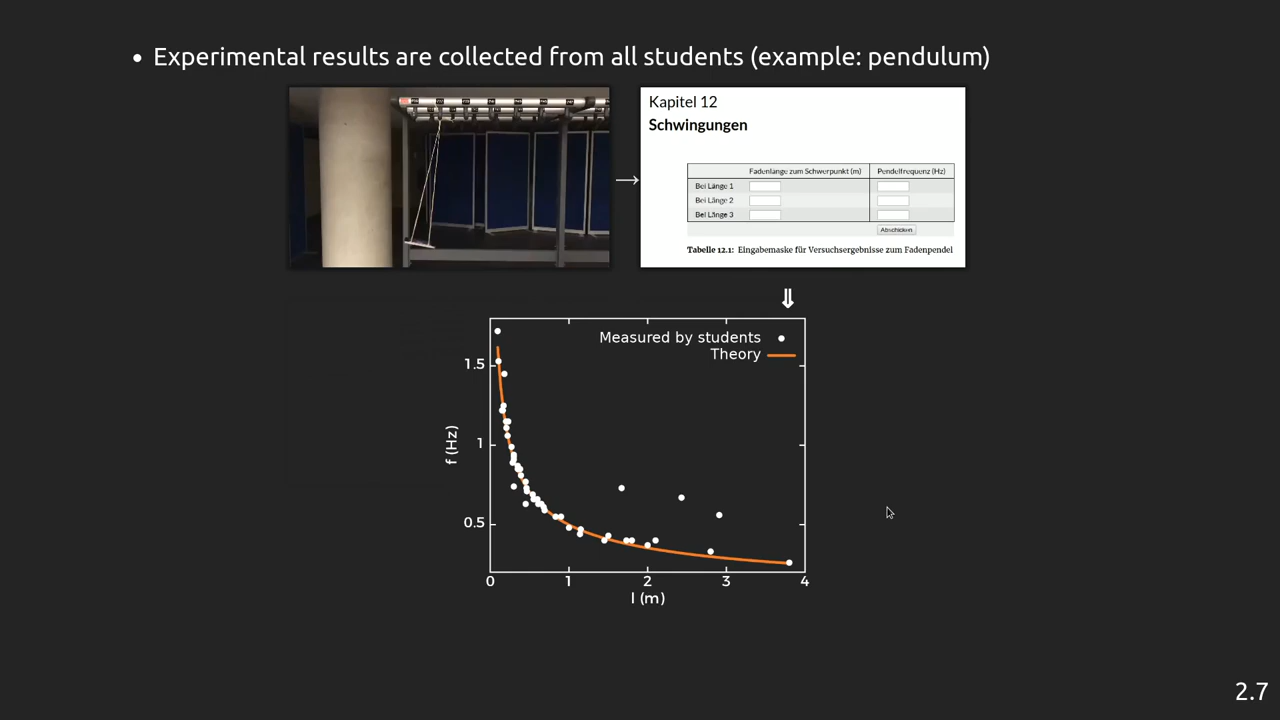 • Experimental results are collected from all students (example: pendulum)
→
Kapitel 12
Schwingungen
Fadenlänge zum Schwerpunkt (m) Pendelfrequenz (Hz)
Bei Länge 1
Bei Länge 2
Bei Länge 3
Abschicken
Tabelle 12.1: Eingabemaske für Versuchsergebnisse zum Fadenpendel
⇓
Measured by students
Theory
1.5
1
0.5
f (Hz)
0 1 2 3 4
l (m)
2.7